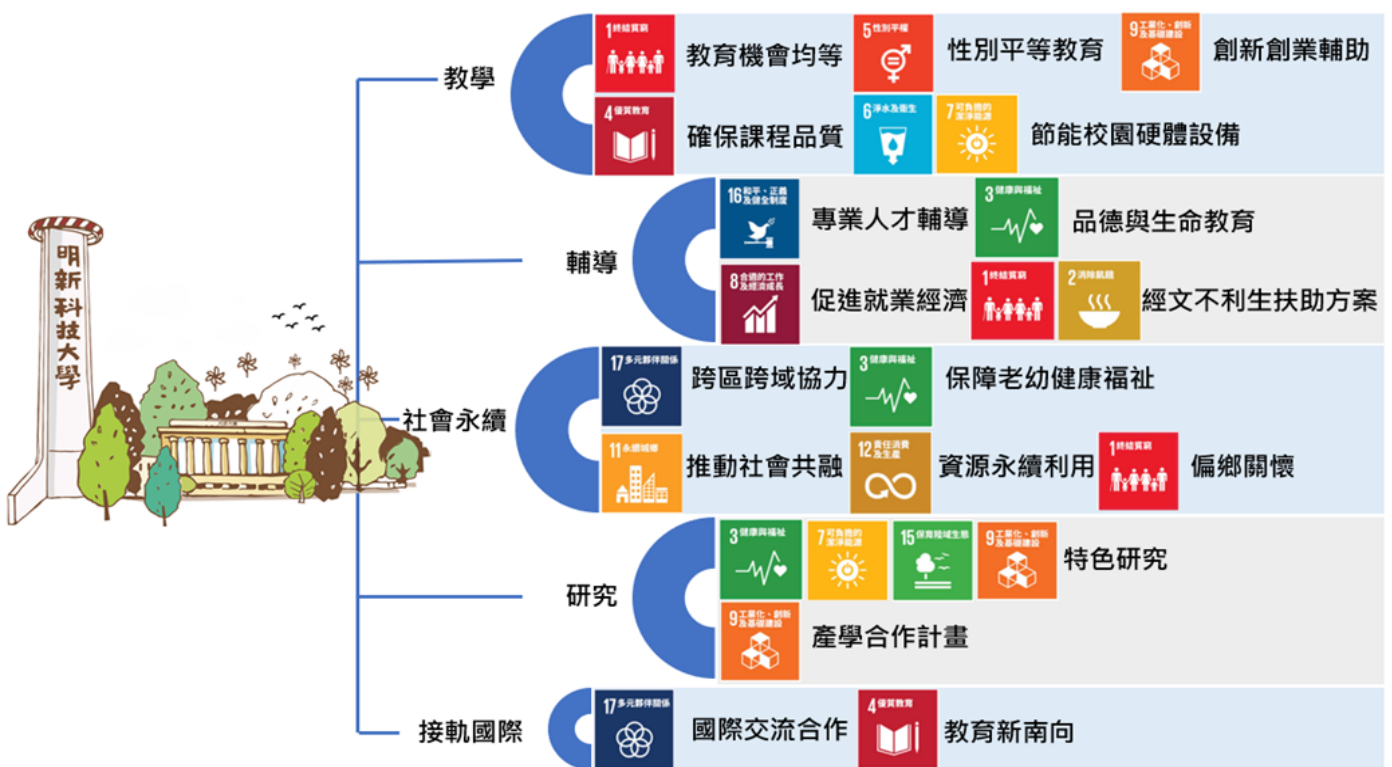 明新科技大學
教學
1 終結貧窮
教育機會均等
5 性別平權
性別平等教育
9 工業化、創新及基礎建設
創新創業輔助
4 優質教育
確保課程品質
6 淨水及衛生
7 可負擔的潔淨能源
節能校園硬體設備
輔導
16 和平、正義及健全制度
專業人才輔導
3 健康與福祉
品德與生命教育
8 合適的工作及經濟成長
促進就業經濟
1 終結貧窮
2 消除飢餓
經文不利生扶助方案
社會永續
17 多元夥伴關係
跨區跨域協力
3 健康與福祉
保障老幼健康福祉
11 永續城鄉
推動社會共融
12 責任消費及生產
資源永續利用
1 終結貧窮
偏鄉關懷
研究
3 健康與福祉
7 可負擔的潔淨能源
15 保育陸域生態
9 工業化、創新及基礎建設
特色研究
9 工業化、創新及基礎建設
產學合作計畫
接軌國際
17 多元夥伴關係
國際交流合作
4 優質教育
教育新南向